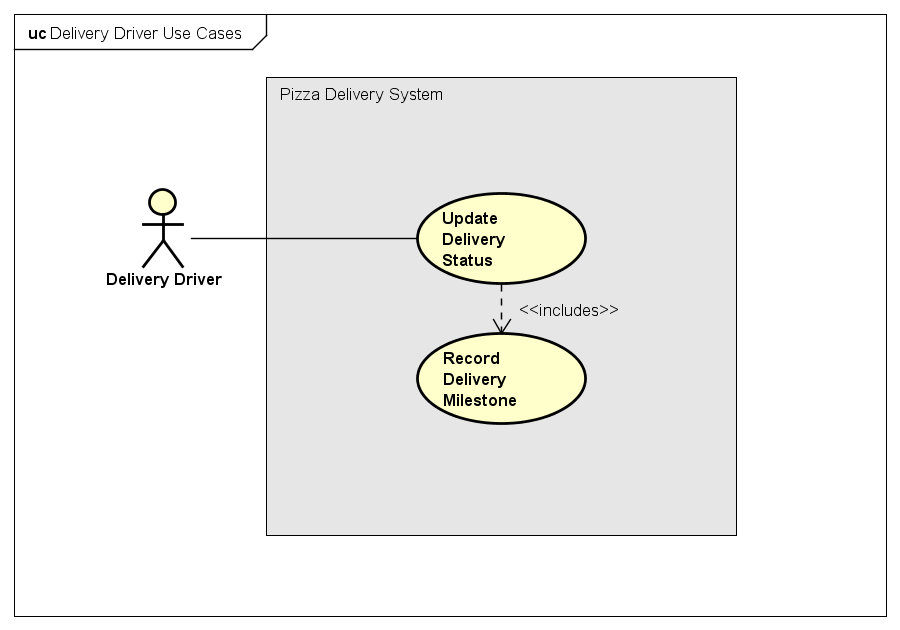 uc Delivery Driver Use Cases
Pizza Delivery System
Update
Delivery
Status
Delivery Driver
<<includes>>
Record
Delivery
Milestone